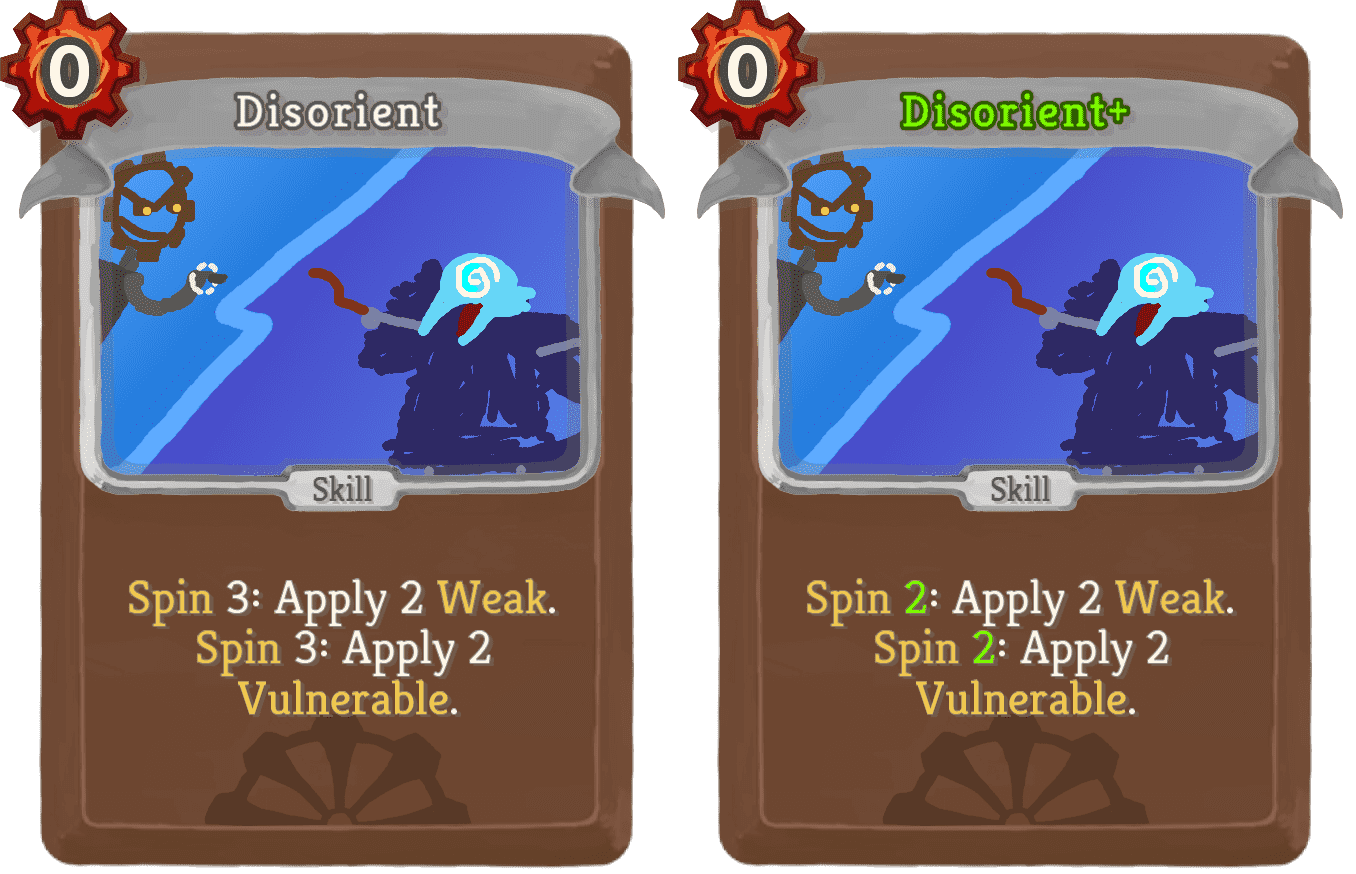 0
Disorient
Skill
Spin 3: Apply 2 Weak.
Spin 3: Apply 2
Vulnerable.
0
Disorient+
Skill
Spin 2: Apply 2 Weak.
Spin 2: Apply 2
Vulnerable.